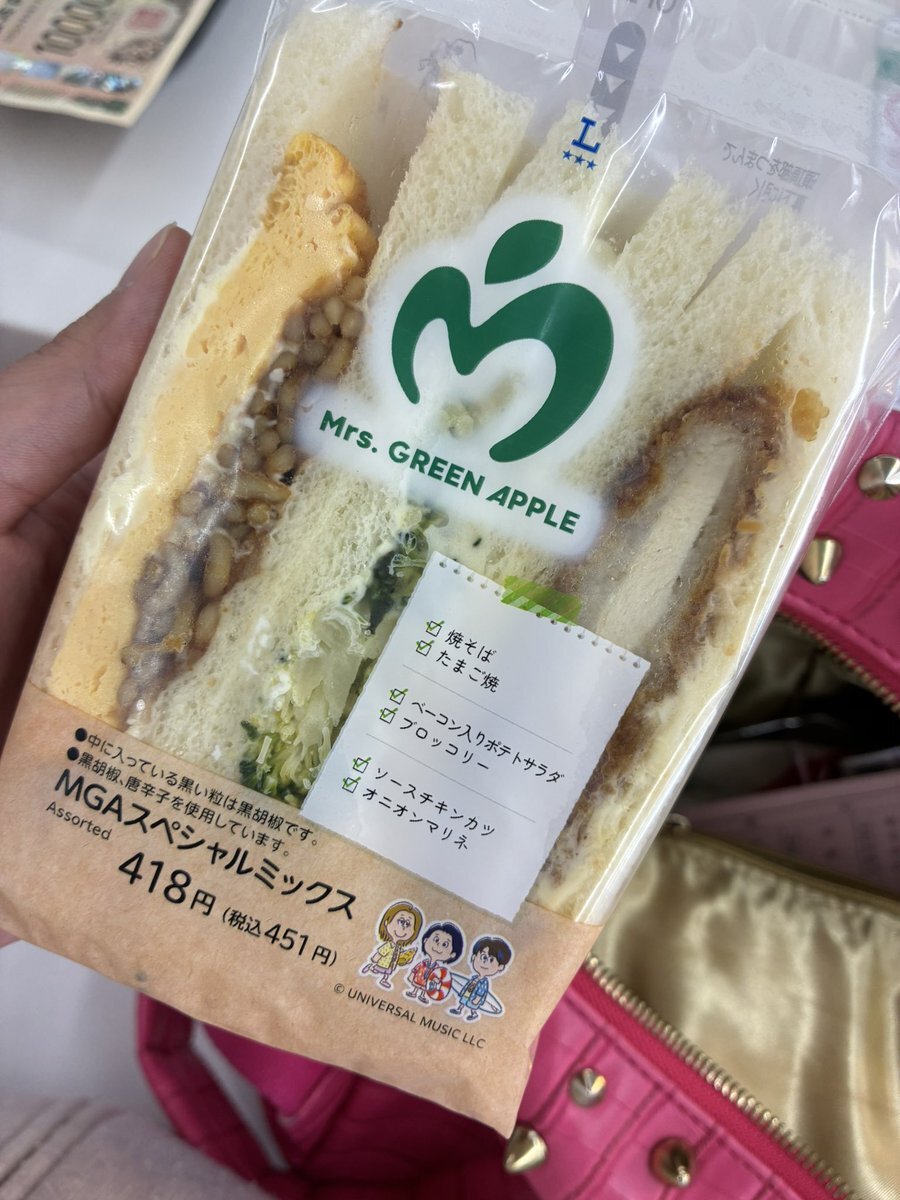 10000
L
Mrs. GREEN APPLE
焼そば
たまご焼
ベーコン入りポテトサラダ
ブロッコリー
ソースチキンカツ
オニオンマリネ
●中に入っている黒い粒は黒胡椒です。
●黒胡椒、唐辛子を使用しています。
MGAスペシャルミックス
Assorted
418円(税込451円)
© UNIVERSAL MUSIC LLC